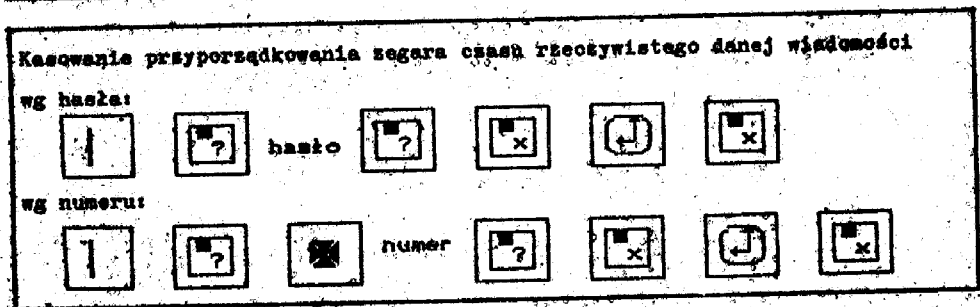 Kasowanie przyporządkowania zegara czasu rzeczywistego danej wiadomości
wg hasła:
? hasło ? x x
wg numeru:
? numer ? x x